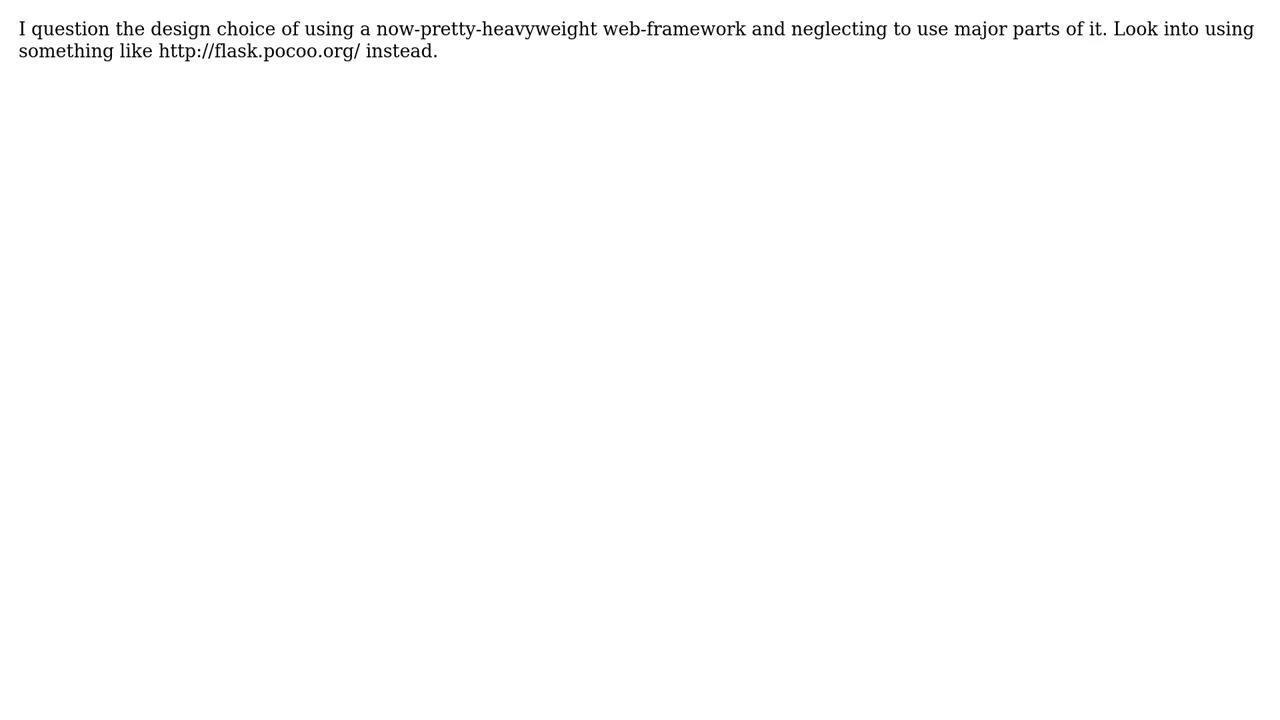 I question the design choice of using a now-pretty-heavyweight web-framework and neglecting to use major parts of it. Look into using
something like http://flask.pocoo.org/ instead.